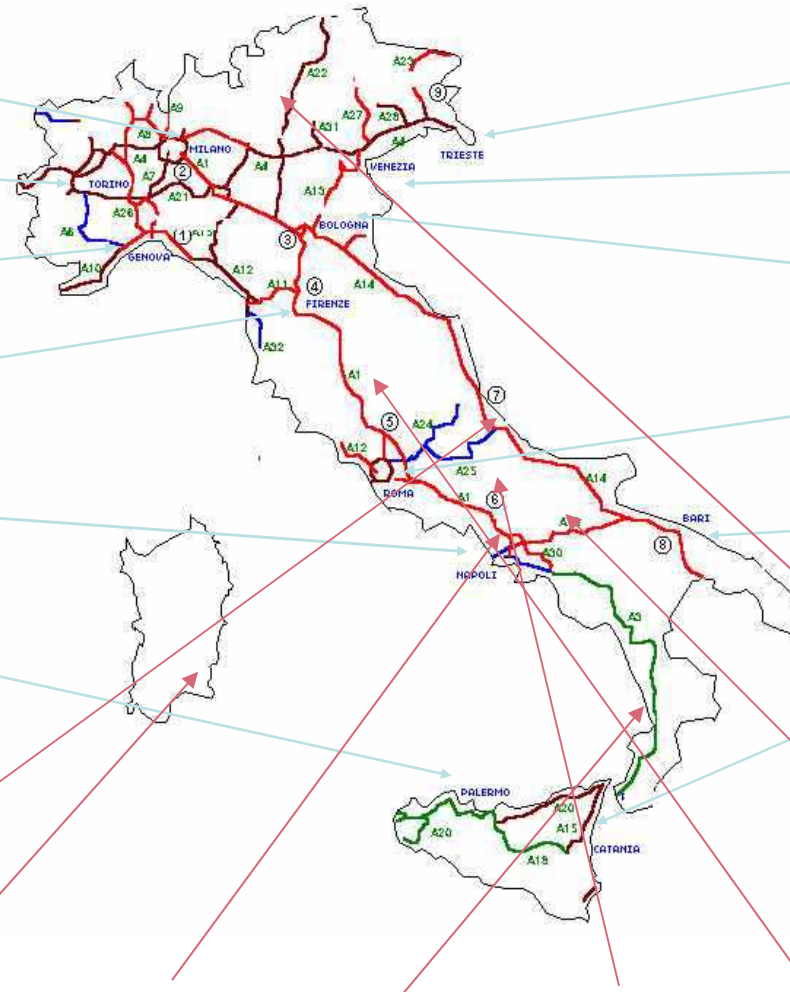 A23
A22
A9
9
A27
A28
A31
A8
MILANO
A4
TRIESTE
A4
A1
A4
VENEZIA
2
A7
TORINO
A13
A21
A26
BOLOGNA
A6
1
3
GENOVA
A10
A12
A14
A11
4
FIRENZE
A32
A1
7
5
A24
A12
A25
A14
ROMA
A1
6
BARI
8
A30
NAPOLI
A3
PALERMO
A20
A20
A15
CATANIA
A18